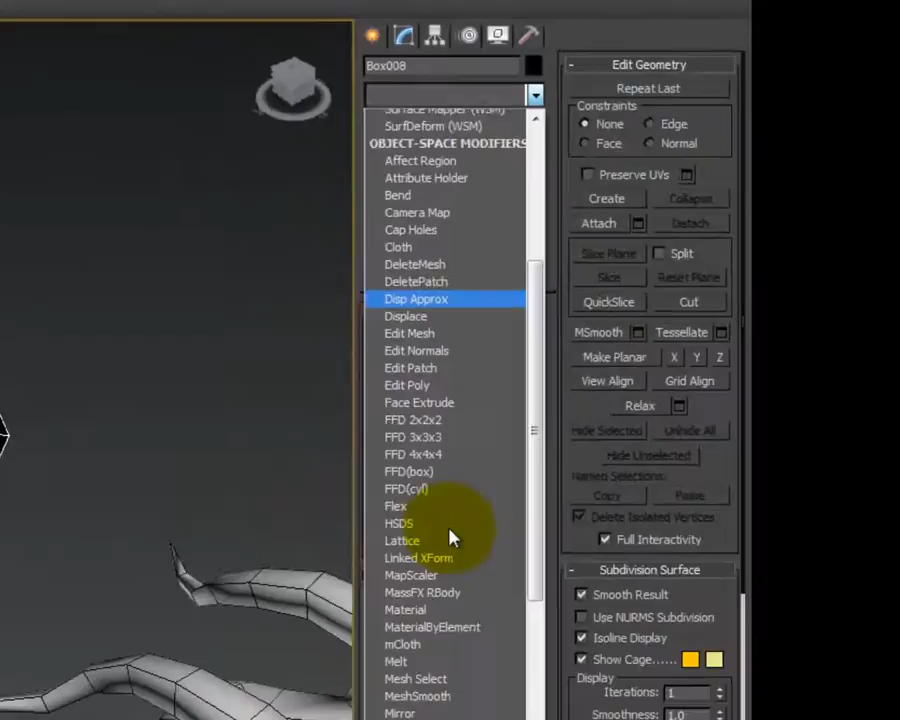 Box008
Surface Mapper (WSM)
SurfDeform (WSM)
OBJECT-SPACE MODIFIERS
Affect Region
Attribute Holder
Bend
Camera Map
Cap Holes
Cloth
DeleteMesh
DeletePatch
Disp Approx
Displace
Edit Mesh
Edit Normals
Edit Patch
Edit Poly
Face Extrude
FFD 2x2x2
FFD 3x3x3
FFD 4x4x4
FFD(box)
FFD(cyl)
Flex
HSDS
Lattice
Linked XForm
MapScaler
MassFX RBody
Material
MaterialByElement
mCloth
Melt
Mesh Select
MeshSmooth
Mirror
- Edit Geometry
Repeat Last
Constraints
None Edge
Face Normal
Preserve UVs
Create Collapse
Attach Detach
Slice Plane Split
Slice Reset Plane
QuickSlice Cut
MSmooth Tessellate
Make Planar X Y Z
View Align Grid Align
Relax
Hide Selected Unhide All
Hide Unselected
Named Selections:
Copy Paste
Delete Isolated Vertices
Full Interactivity
- Subdivision Surface
Smooth Result
Use NURMS Subdivision
Isoline Display
Show Cage......
Display
Iterations: 1
Smoothness: 1.0